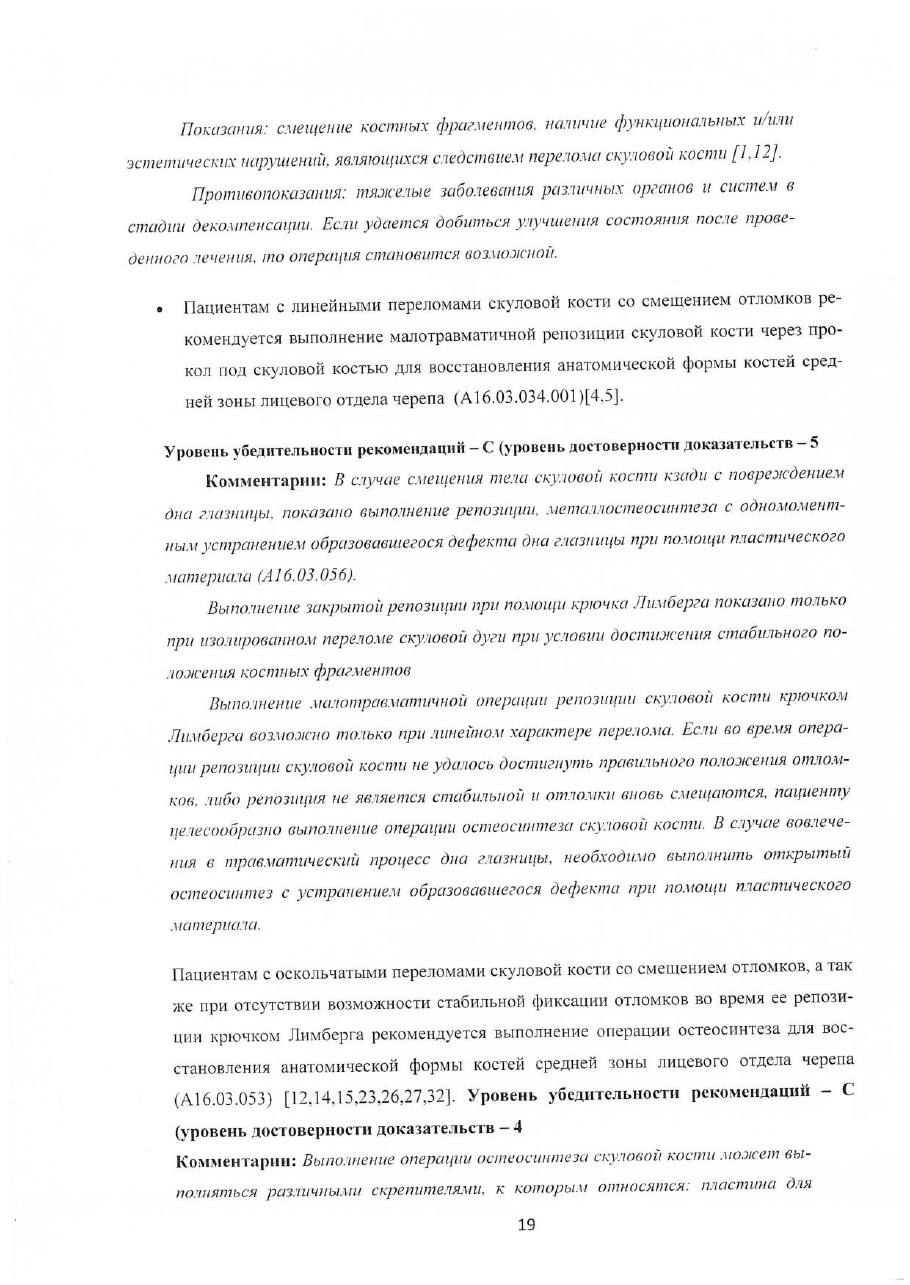 Показания: смещение костных фрагментов, наличие функциональных и/или
эстетических нарушений, являющихся следствием перелома скуловой кости [1,12].
Противопоказания: тяжелые заболевания различных органов и систем в
стадии декомпенсации. Если удается добиться улучшения состояния после прове-
денного лечения, то операция становится возможной.
• Пациентам с линейными переломами скуловой кости со смещением отломков ре-
комендуется выполнение малотравматичной репозиции скуловой кости через про-
кол под скуловой костью для восстановления анатомической формы костей сред-
ней зоны лицевого отдела черепа (А16.03.034.001)[4,5].
Уровень убедительности рекомендаций – С (уровень достоверности доказательств – 5
Комментарии: В случае смещения тела скуловой кости кзади с повреждением
дна глазницы, показано выполнение репозиции, металлостеосинтеза с одномомент-
ным устранением образовавшегося дефекта дна глазницы при помощи пластического
материала (А16.03.056).
Выполнение закрытой репозиции при помощи крючка Лимберга показано только
при изолированном переломе скуловой дуги при условии достижения стабильного по-
ложения костных фрагментов
Выполнение малотравматичной операции репозиции скуловой кости крючком
Лимберга возможно только при линейном характере перелома. Если во время опера-
ции репозиции скуловой кости не удалось достигнуть правильного положения отлом-
ков, либо репозиция не является стабильной и отломки вновь смещаются, пациенту
целесообразно выполнение операции остеосинтеза скуловой кости. В случае вовлече-
ния в травматический процесс дна глазницы, необходимо выполнить открытый
остеосинтез с устранением образовавшегося дефекта при помощи пластического
материала.
Пациентам с оскольчатыми переломами скуловой кости со смещением отломков, а так
же при отсутствии возможности стабильной фиксации отломков во время ее репози-
ции крючком Лимберга рекомендуется выполнение операции остеосинтеза для вос-
становления анатомической формы костей средней зоны лицевого отдела черепа
(А16.03.053) [12,14,15,23,26,27,32]. Уровень убедительности рекомендаций – С
(уровень достоверности доказательств – 4
Комментарии: Выполнение операции остеосинтеза скуловой кости может вы-
полняться различными скрепителями, к которым относятся: пластина для
19